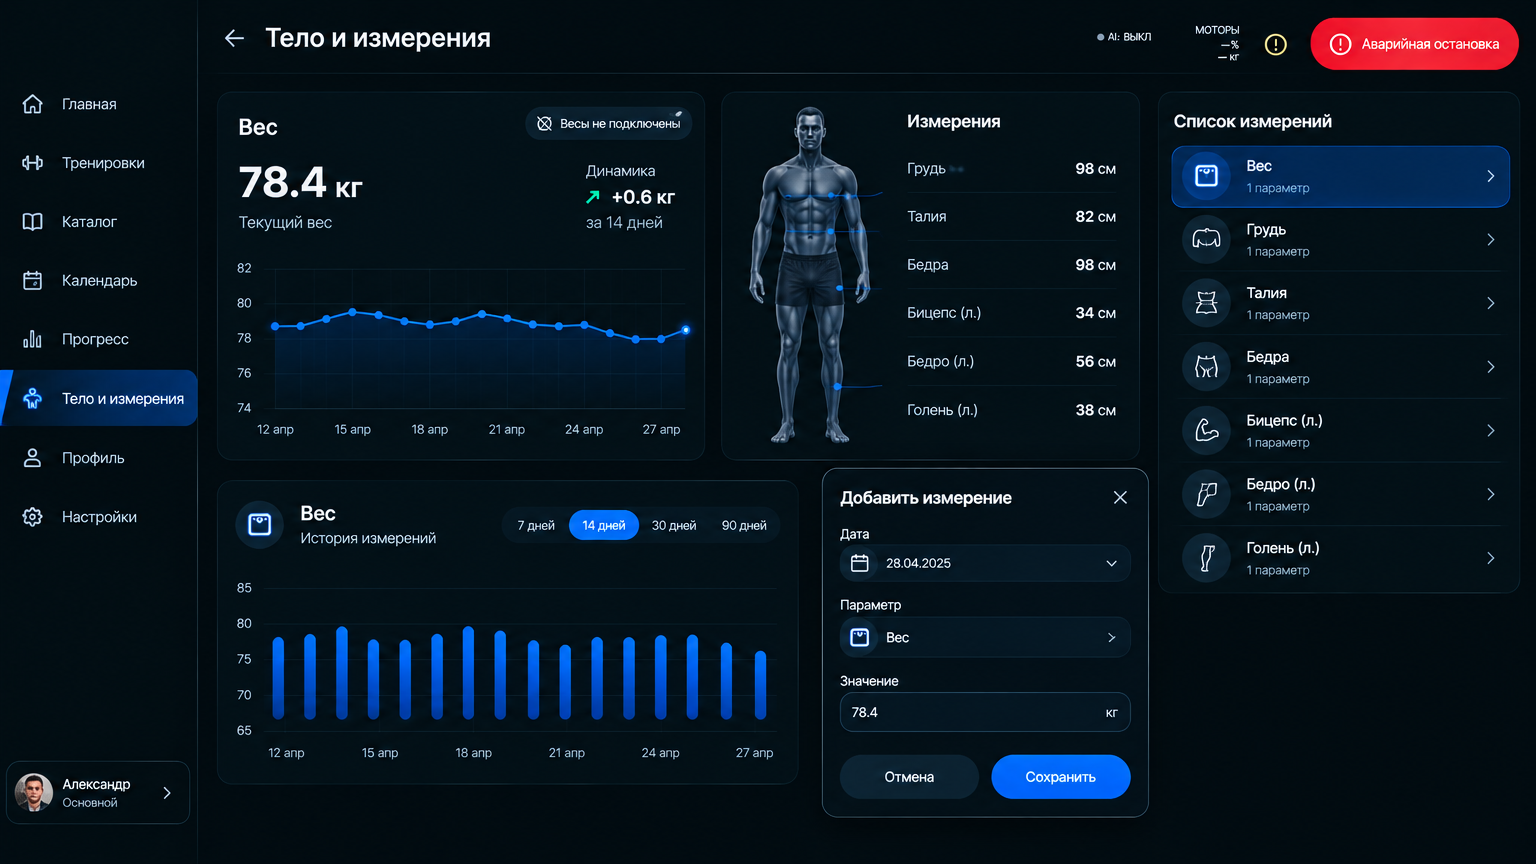 Тело и измерения
AI: ВЫКЛ
МОТОРЫ
—%
— кг
Аварийная остановка
Главная
Тренировки
Каталог
Календарь
Прогресс
Тело и измерения
Профиль
Настройки
Александр
Основной
Вес
Весы не подключены
78.4 кг
Текущий вес
Динамика
+0.6 кг
за 14 дней
82
80
78
76
74
12 апр 15 апр 18 апр 21 апр 24 апр 27 апр
Измерения
Грудь 98 см
Талия 82 см
Бедра 98 см
Бицепс (л.) 34 см
Бедро (л.) 56 см
Голень (л.) 38 см
Список измерений
Вес
1 параметр
Грудь
1 параметр
Талия
1 параметр
Бедра
1 параметр
Бицепс (л.)
1 параметр
Бедро (л.)
1 параметр
Голень (л.)
1 параметр
Вес
История измерений
7 дней 14 дней 30 дней 90 дней
85
80
75
70
65
12 апр 15 апр 18 апр 21 апр 24 апр 27 апр
Добавить измерение
Дата
28.04.2025
Параметр
Вес
Значение
78.4 кг
Отмена Сохранить